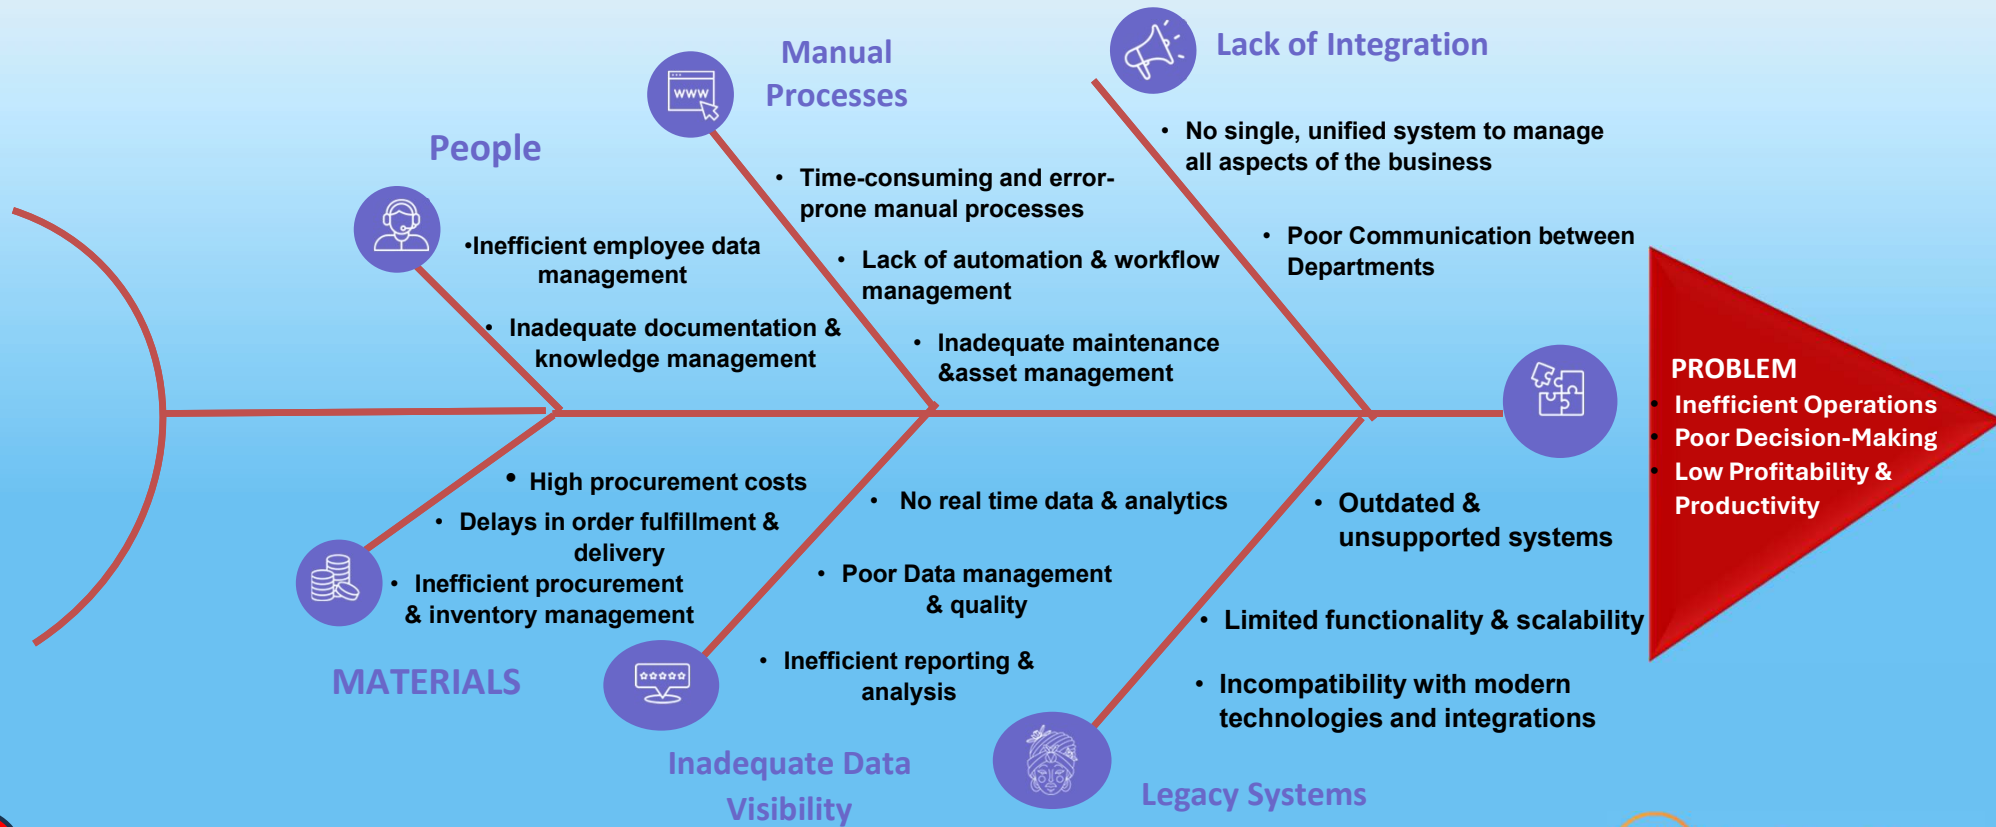 People
•Inefficient employee data
management
• Inadequate documentation &
knowledge management
Manual
Processes
WWW
• Time-consuming and error-
prone manual processes
• Lack of automation & workflow
management
• Inadequate maintenance
&asset management
Lack of Integration
• No single, unified system to manage
all aspects of the business
• Poor Communication between
Departments
• High procurement costs
• Delays in order fulfillment &
delivery
• Inefficient procurement
& inventory management
MATERIALS
• No real time data & analytics
• Poor Data management
& quality
• Inefficient reporting &
analysis
Inadequate Data
Visibility
• Outdated &
unsupported systems
• Limited functionality & scalability
• Incompatibility with modern
technologies and integrations
Legacy Systems
PROBLEM
• Inefficient Operations
• Poor Decision-Making
• Low Profitability &
Productivity